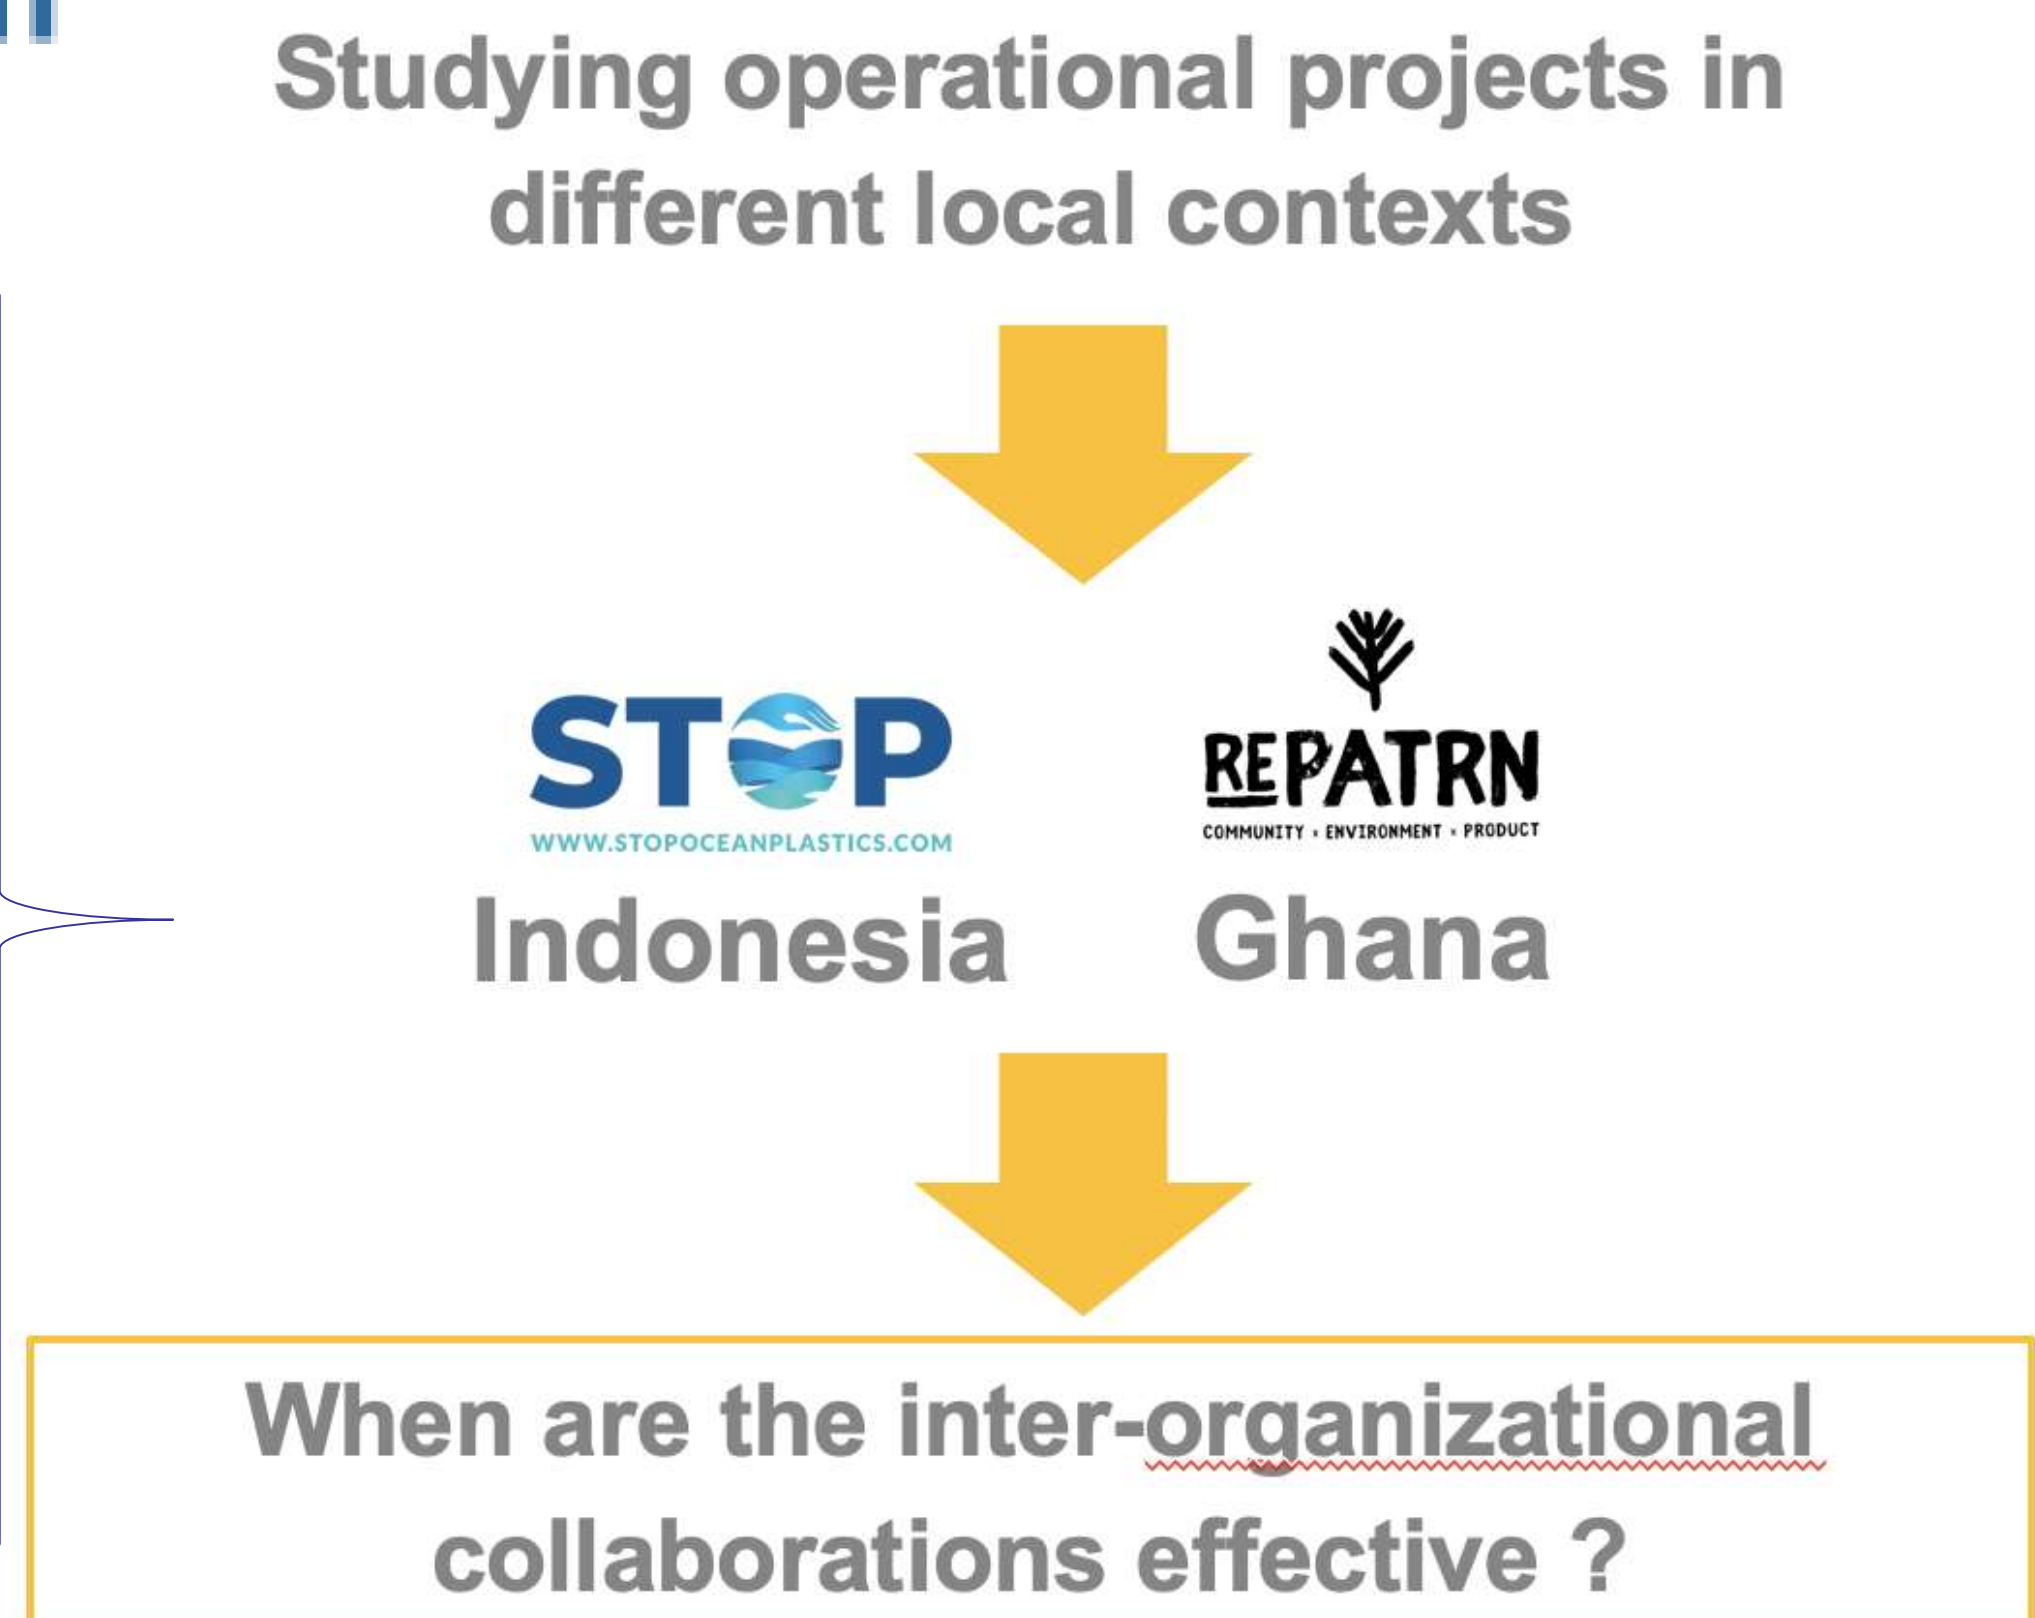 Studying operational projects in
different local contexts
STOP
WWW.STOPOCEANPLASTICS.COM
Indonesia
REPATRN
COMMUNITY x ENVIRONMENT x PRODUCT
Ghana
When are the inter-organizational
collaborations effective ?